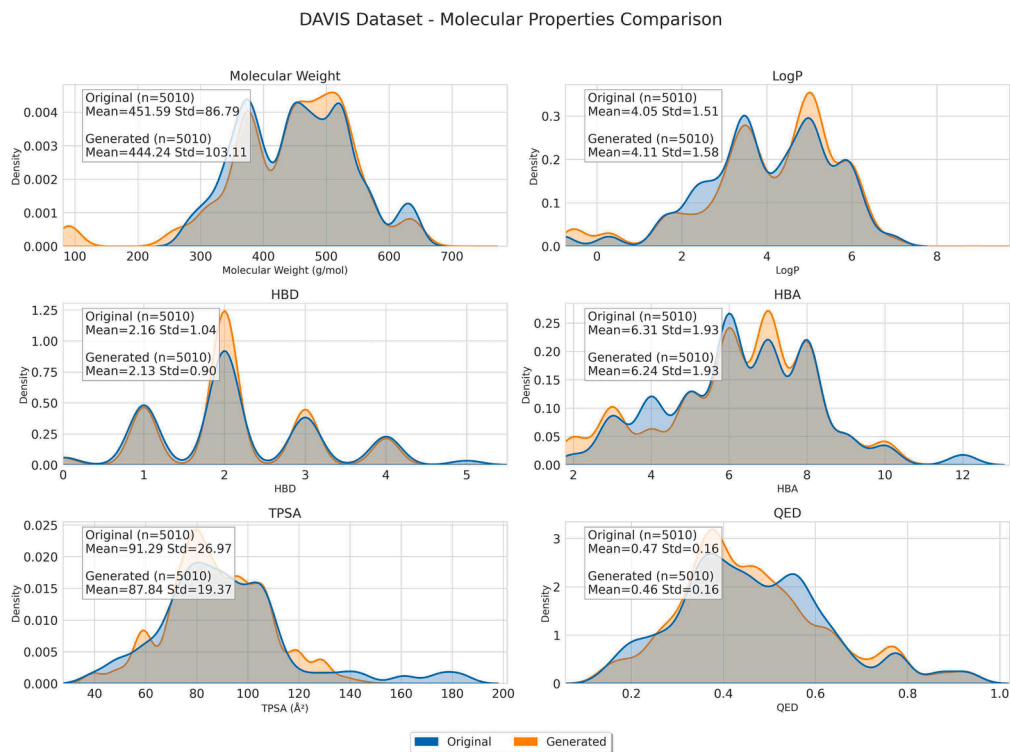 DAVIS Dataset - Molecular Properties Comparison
Molecular Weight
Original (n=5010)
Mean=451.59 Std=86.79
Generated (n=5010)
Mean=444.24 Std=103.11
Density
0.004
0.003
0.002
0.001
0.000
100 200 300 400 500 600 700
Molecular Weight (g/mol)
LogP
Original (n=5010)
Mean=4.05 Std=1.51
Generated (n=5010)
Mean=4.11 Std=1.58
Density
0.3
0.2
0.1
0.0
0 2 4 6 8
LogP
HBD
Original (n=5010)
Mean=2.16 Std=1.04
Generated (n=5010)
Mean=2.13 Std=0.90
Density
1.25
1.00
0.75
0.50
0.25
0.00
0 1 2 3 4 5
HBD
HBA
Original (n=5010)
Mean=6.31 Std=1.93
Generated (n=5010)
Mean=6.24 Std=1.93
Density
0.25
0.20
0.15
0.10
0.05
0.00
2 4 6 8 10 12
HBA
TPSA
Original (n=5010)
Mean=91.29 Std=26.97
Generated (n=5010)
Mean=87.84 Std=19.37
Density
0.025
0.020
0.015
0.010
0.005
0.000
40 60 80 100 120 140 160 180 200
TPSA (Å²)
QED
Original (n=5010)
Mean=0.47 Std=0.16
Generated (n=5010)
Mean=0.46 Std=0.16
Density
3
2
1
0
0.2 0.4 0.6 0.8 1.0
QED
Original Generated